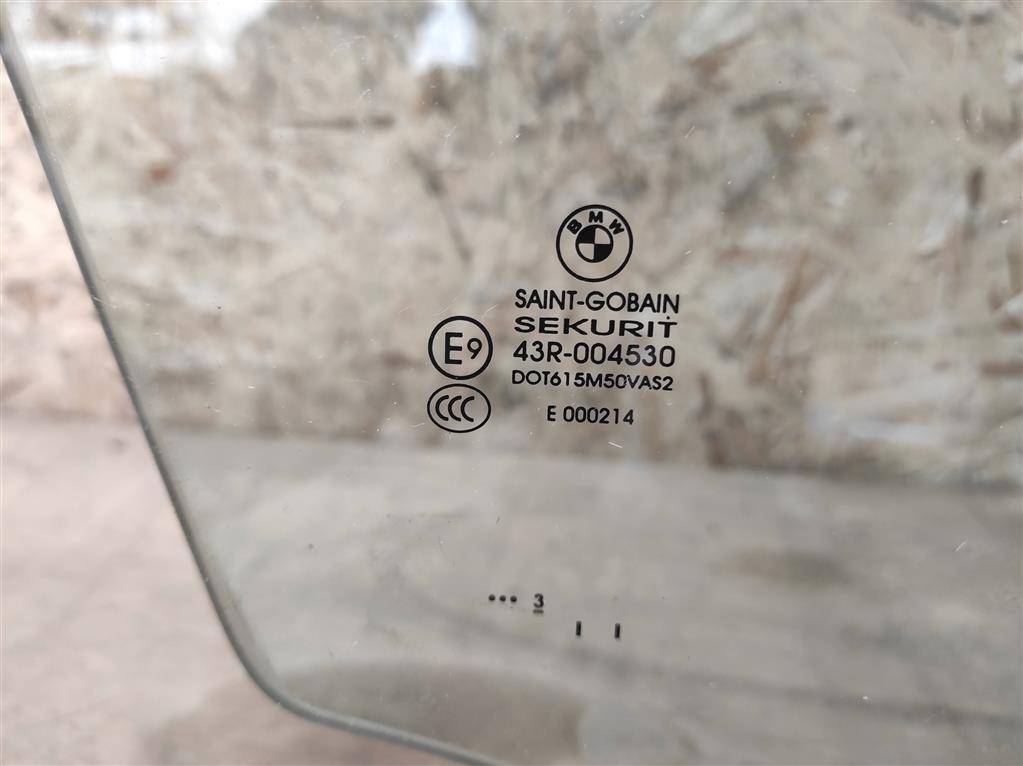 BMW
SAINT-GOBAIN
SEKURIT
E9 43R-004530
DOT615M50VAS2
CCC E 000214
••• 3
I I